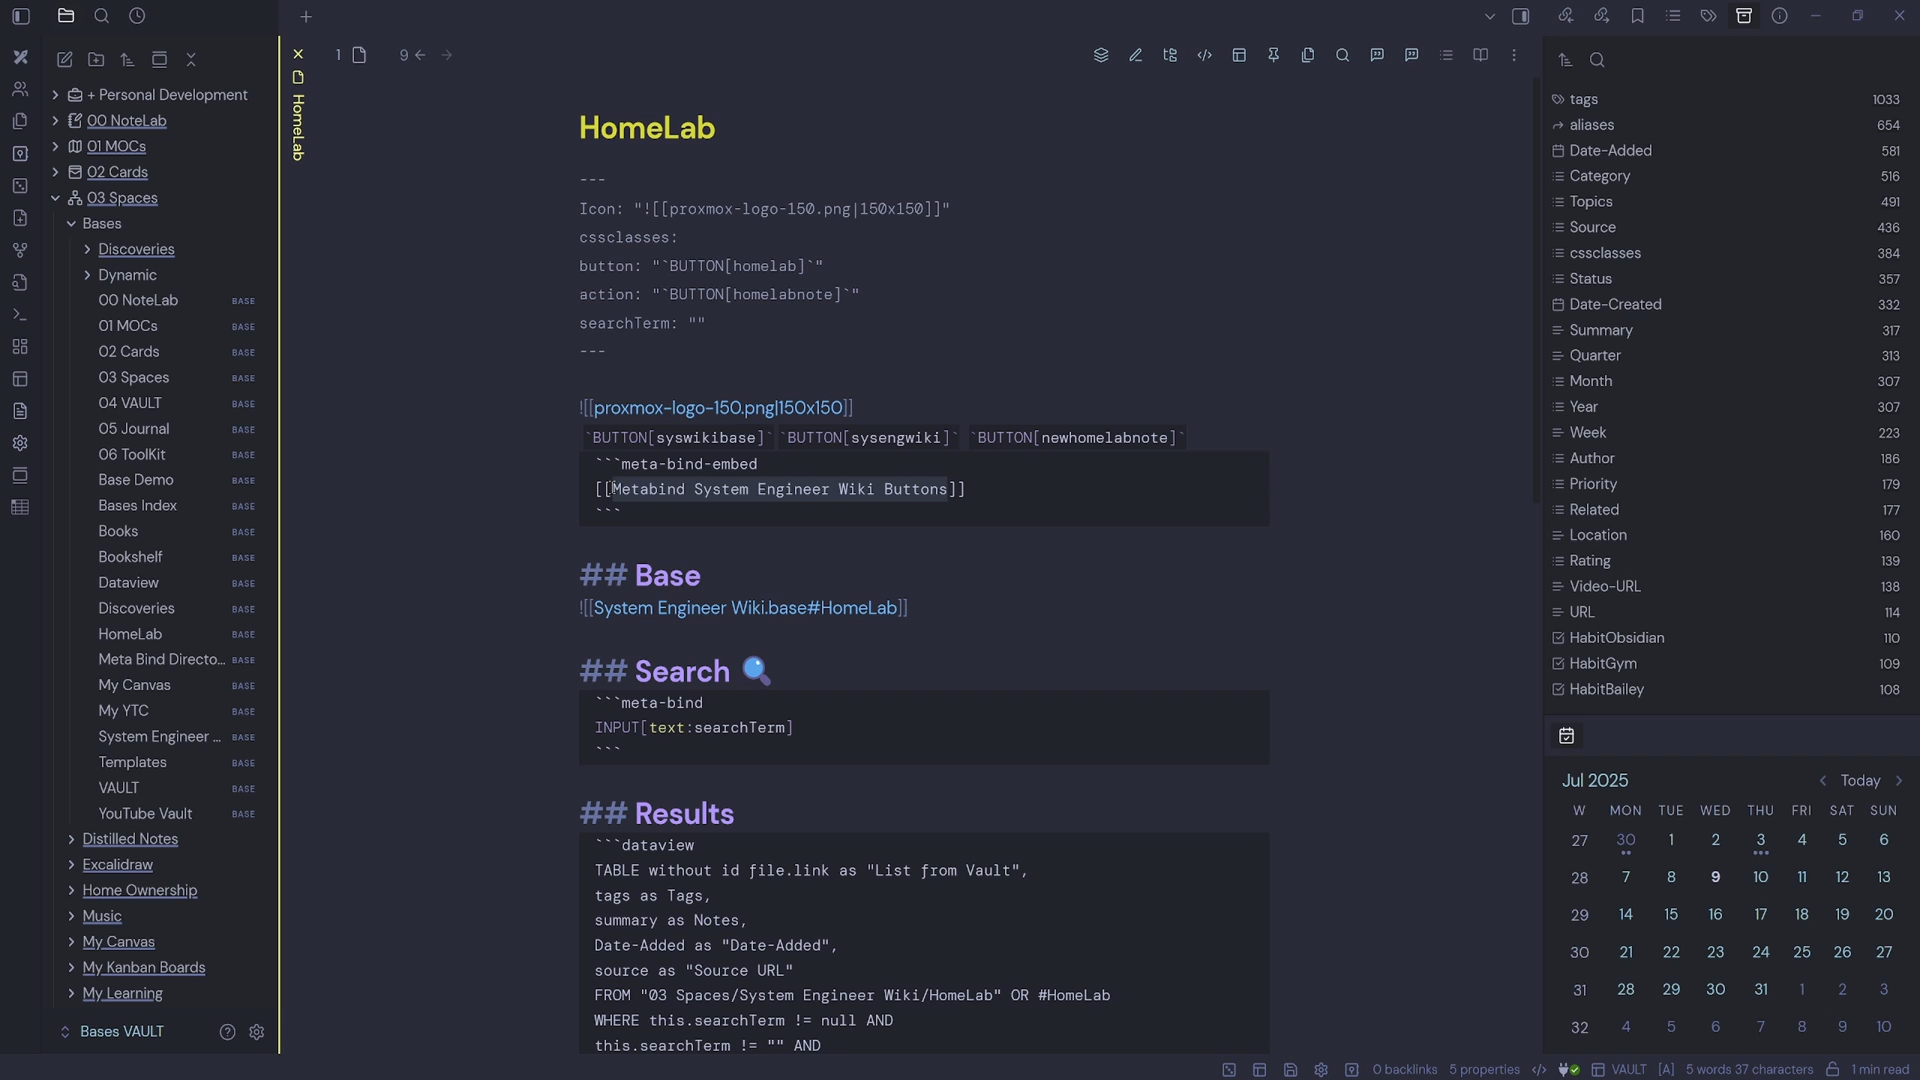 + Personal Development
00 NoteLab
01 MOCs
02 Cards
03 Spaces
Bases
Discoveries
Dynamic
00 NoteLab BASE
01 MOCs BASE
02 Cards BASE
03 Spaces BASE
04 VAULT BASE
05 Journal BASE
06 ToolKit BASE
Base Demo BASE
Bases Index BASE
Books BASE
Bookshelf BASE
Dataview BASE
Discoveries BASE
HomeLab BASE
Meta Bind Directo... BASE
My Canvas BASE
My YTC BASE
System Engineer ... BASE
Templates BASE
VAULT BASE
YouTube Vault BASE
Distilled Notes
Excalidraw
Home Ownership
Music
My Canvas
My Kanban Boards
My Learning
Bases VAULT
HomeLab
1
9
HomeLab
---
Icon: "![[proxmox-logo-150.png|150x150]]"
cssclasses:
button: "`BUTTON[homelab]`"
action: "`BUTTON[homelabnote]`"
searchTerm: ""
---
![[proxmox-logo-150.png|150x150]]
`BUTTON[syswikibase]` `BUTTON[sysengwiki]` `BUTTON[newhomelabnote]`
```meta-bind-embed
[[Metabind System Engineer Wiki Buttons]]
```
## Base
![[System Engineer Wiki.base#HomeLab]]
## Search 🔍
```meta-bind
INPUT[text:searchTerm]
```
## Results
```dataview
TABLE without id file.link as "List from Vault",
tags as Tags,
summary as Notes,
Date-Added as "Date-Added",
source as "Source URL"
FROM "03 Spaces/System Engineer Wiki/HomeLab" OR #HomeLab
WHERE this.searchTerm != null AND
this.searchTerm != "" AND
tags 1033
aliases 654
Date-Added 581
Category 516
Topics 491
Source 436
cssclasses 384
Status 357
Date-Created 332
Summary 317
Quarter 313
Month 307
Year 307
Week 223
Author 186
Priority 179
Related 177
Location 160
Rating 139
Video-URL 138
URL 114
HabitObsidian 110
HabitGym 109
HabitBailey 108
Jul 2025 Today
W MON TUE WED THU FRI SAT SUN
27 30 1 2 3 4 5 6
28 7 8 9 10 11 12 13
29 14 15 16 17 18 19 20
30 21 22 23 24 25 26 27
31 28 29 30 31 1 2 3
32 4 5 6 7 8 9 10
0 backlinks 5 properties VAULT [A] 5 words 37 characters 1 min read